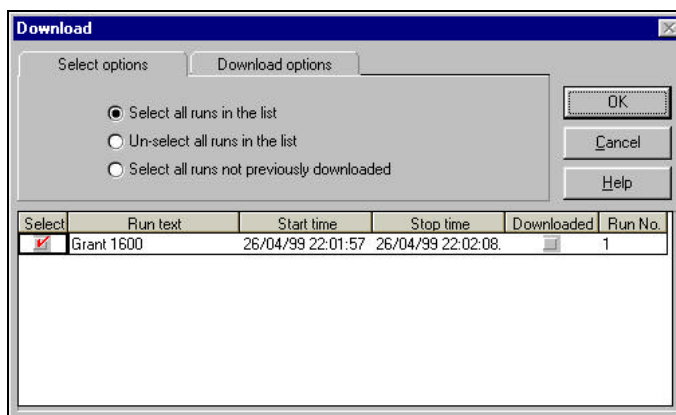 Download
Select options Download options
Select all runs in the list
Un-select all runs in the list
Select all runs not previously downloaded
OK
Cancel
Help
Select Run text Start time Stop time Downloaded Run No.
Grant 1600 26/04/99 22:01:57 26/04/99 22:02:08. 1